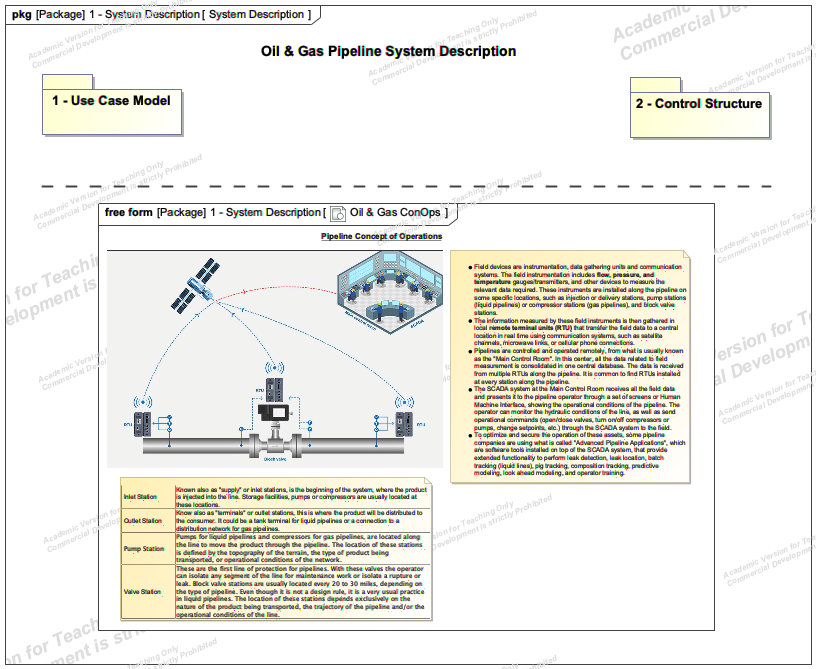 pkg [Package] 1 - System Description [ System Description ]
Oil & Gas Pipeline System Description
1 - Use Case Model
2 - Control Structure
free form [Package] 1 - System Description [ Oil & Gas ConOps ]
Pipeline Concept of Operations
Main Control Room
SCADA
RTU
RTU
RTU
Block valve
● Field devices are instrumentation, data gathering units and communication
systems. The field instrumentation includes flow, pressure, and
temperature gauges/transmitters, and other devices to measure the
relevant data required. These instruments are installed along the pipeline on
some specific locations, such as injection or delivery stations, pump stations
(liquid pipelines) or compressor stations (gas pipelines), and block valve
stations.
● The information measured by these field instruments is then gathered in
local remote terminal units (RTU) that transfer the field data to a central
location in real time using communication systems, such as satellite
channels, microwave links, or cellular phone connections.
● Pipelines are controlled and operated remotely, from what is usually known
as the "Main Control Room". In this center, all the data related to field
measurement is consolidated in one central database. The data is received
from multiple RTUs along the pipeline. It is common to find RTUs installed
at every station along the pipeline.
● The SCADA system at the Main Control Room receives all the field data
and presents it to the pipeline operator through a set of screens or Human
Machine Interface, showing the operational conditions of the pipeline. The
operator can monitor the hydraulic conditions of the line, as well as send
operational commands (open/close valves, turn on/off compressors or
pumps, change setpoints, etc.) through the SCADA system to the field.
● To optimize and secure the operation of these assets, some pipeline
companies are using what is called "Advanced Pipeline Applications", which
are software tools installed on top of the SCADA system, that provide
extended functionality to perform leak detection, leak location, batch
tracking (liquid lines), pig tracking, composition tracking, predictive
modeling, look ahead modeling, and operator training.
Inlet Station
Known also as "supply" or inlet stations, is the beginning of the system, where the product
is injected into the line. Storage facilities, pumps or compressors are usually located at
these locations.
Outlet Station
Know also as "terminals" or outlet stations, this is where the product will be distributed to
the consumer. It could be a tank terminal for liquid pipelines or a connection to a
distribution network for gas pipelines.
Pump Station
Pumps for liquid pipelines and compressors for gas pipelines, are located along
the line to move the product through the pipeline. The location of these stations
is defined by the topography of the terrain, the type of product being
transported, or operational conditions of the network.
Valve Station
These are the first line of protection for pipelines. With these valves the operator
can isolate any segment of the line for maintenance work or isolate a rupture or
leak. Block valve stations are usually located every 20 to 30 miles, depending on
the type of pipeline. Even though it is not a design rule, it is a very usual practice
in liquid pipelines. The location of these stations depends exclusively on the
nature of the product being transported, the trajectory of the pipeline and/or the
operational conditions of the line.
Academic Version for Teaching Only
Commercial Development is strictly Prohibited